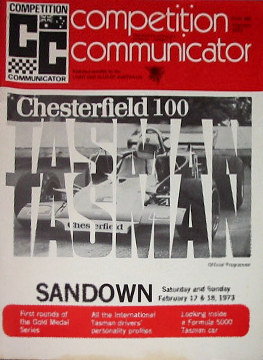 COMPETITION
CC
COMMUNICATOR
competition
communicator
Chesterfield 100
TASMAN
TASMAN
Chesterfield
Official Programme
SANDOWN
Saturday and Sunday
February 17 & 18, 1973
First rounds of
the Gold Medal
Series
All the International
Tasman drivers'
personality profiles
Looking inside
a Formula 5000
Tasman car